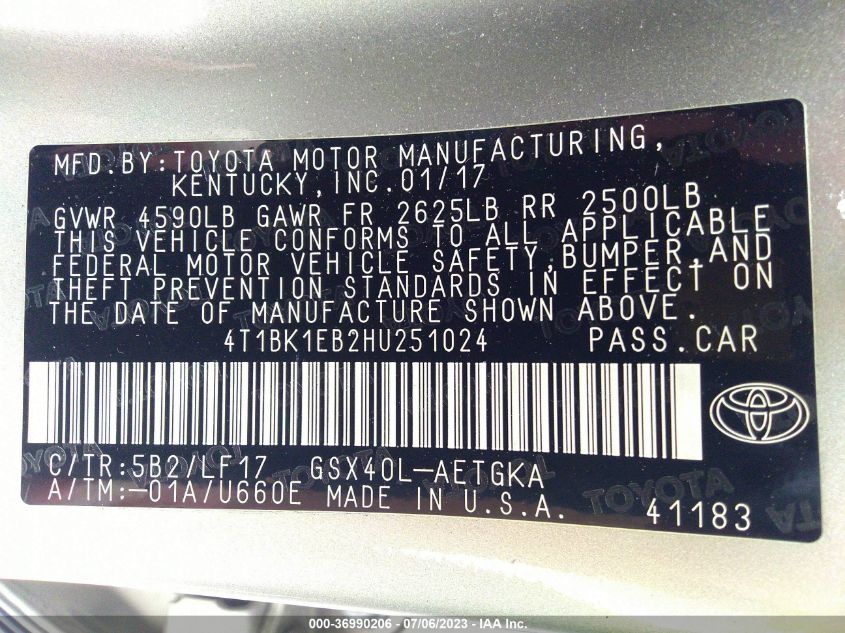 MFD.BY:TOYOTA MOTOR MANUFACTURING,
KENTUCKY,INC.01/17
GVWR 4590LB GAWR FR 2625LB RR 2500LB
THIS VEHICLE CONFORMS TO ALL APPLICABLE
FEDERAL MOTOR VEHICLE SAFETY,BUMPER,AND
THEFT PREVENTION STANDARDS IN EFFECT ON
THE DATE OF MANUFACTURE SHOWN ABOVE.
4T1BK1EB2HU251024 PASS.CAR
C/TR:5B2/LF17 GSX40L-AETGKA
A/TM:-01A/U660E MADE IN U.S.A. 41183
TOYOTA
000-36990206 - 07/06/2023 - IAA Inc.